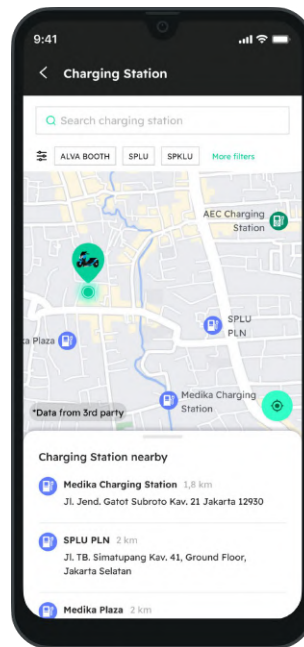 9:41
Charging Station
Search charging station
ALVA BOOTH SPLU SPKLU More filters
AEC Charging
Station
SPLU
PLN
ka Plaza
Medika Charging
Station
*Data from 3rd party
Charging Station nearby
Medika Charging Station 1,8 km
Jl. Jend. Gatot Subroto Kav. 21 Jakarta 12930
SPLU PLN 2 km
Jl. TB. Simatupang Kav. 41, Ground Floor,
Jakarta Selatan
Medika Plaza 2 km